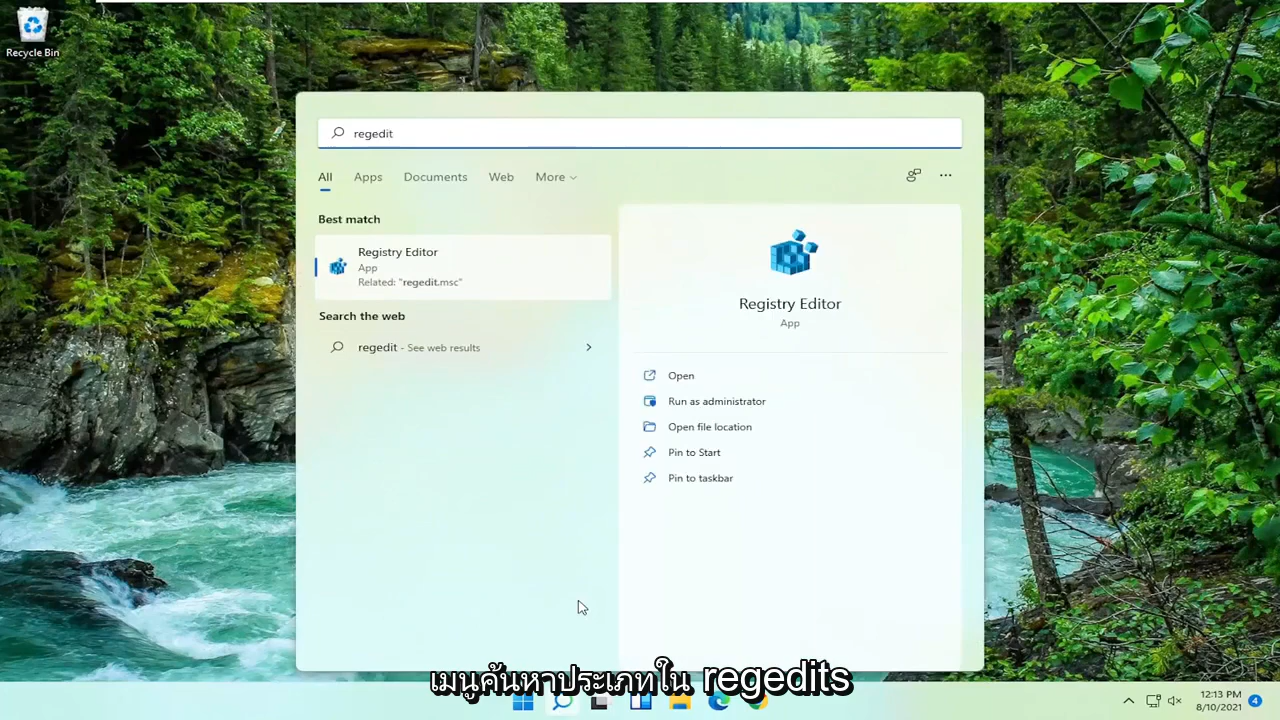 Recycle Bin
regedit
All Apps Documents Web More
Best match
Registry Editor
App
Related: "regedit.msc"
Search the web
regedit - See web results
Registry Editor
App
Open
Run as administrator
Open file location
Pin to Start
Pin to taskbar
เมนูค้นหาประเภทใน regedits
12:13 PM
8/10/2021
4